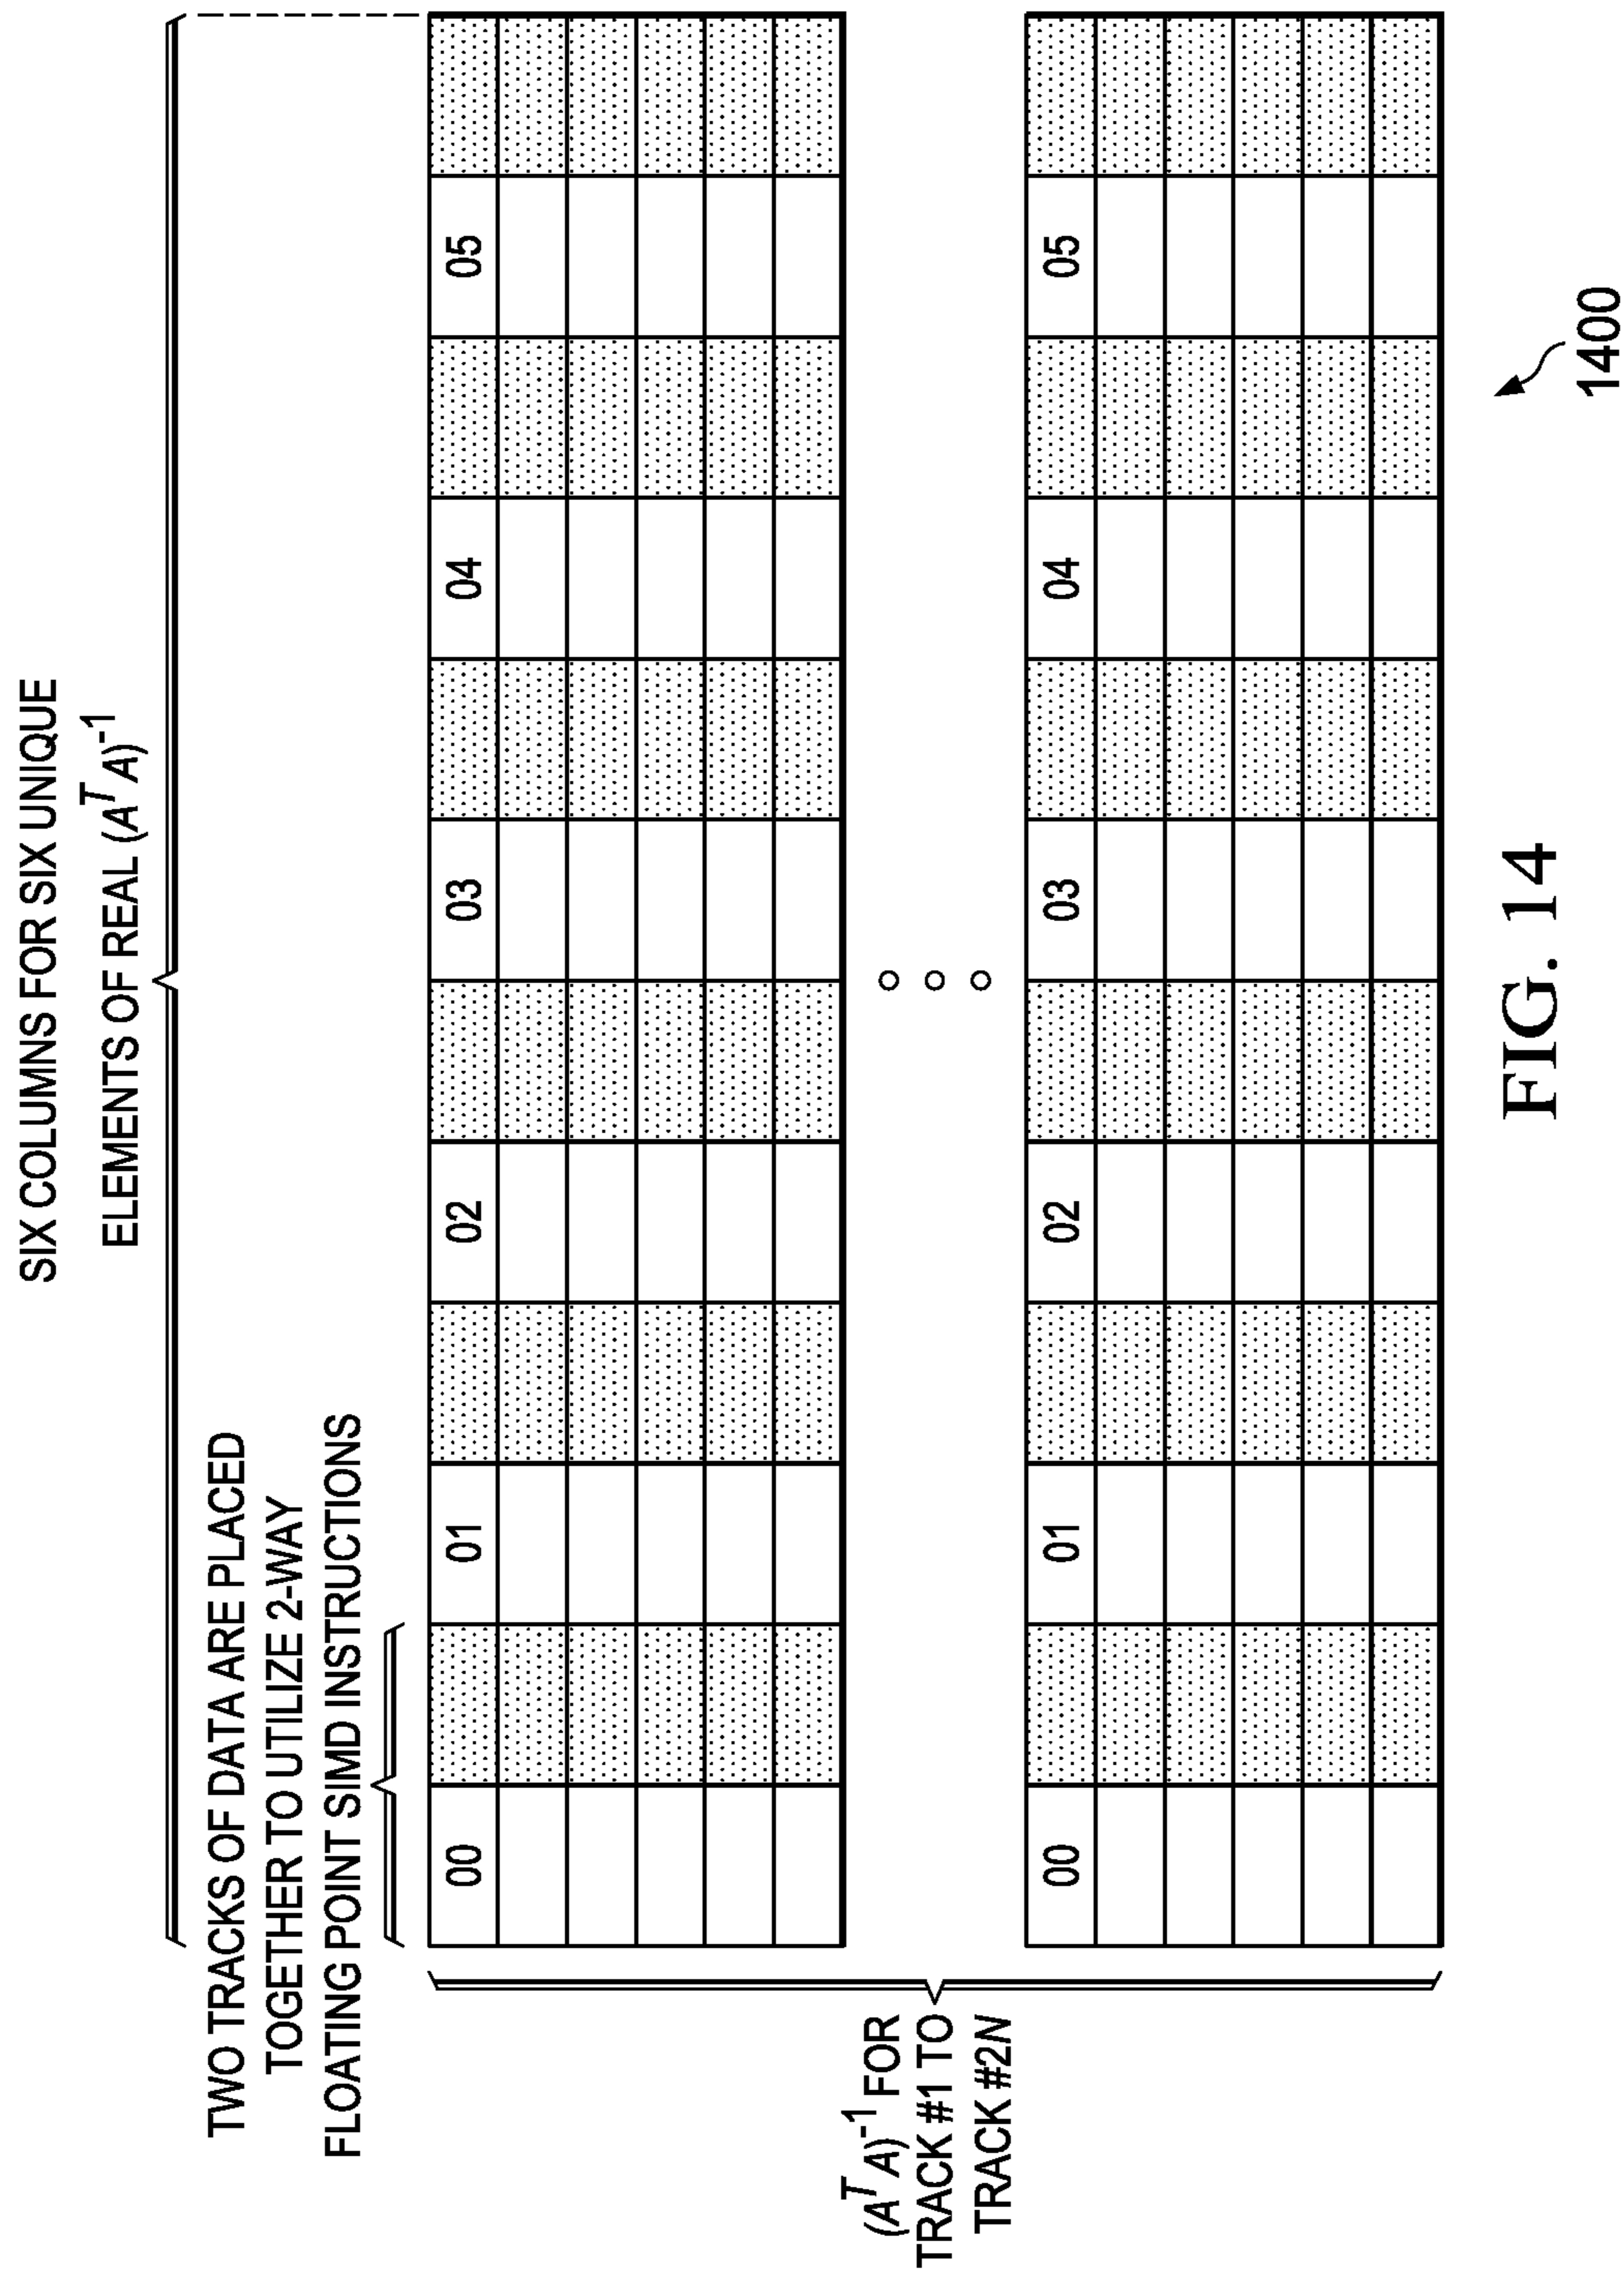 SIX COLUMNS FOR SIX UNIQUE
ELEMENTS OF REAL (A^T A)^-1
TWO TRACKS OF DATA ARE PLACED
TOGETHER TO UTILIZE 2-WAY
FLOATING POINT SIMD INSTRUCTIONS
00 01 02 03 04 05
(A^T A)^-1 FOR
TRACK #1 TO
TRACK #2N
00 01 02 03 04 05
1400
FIG. 14